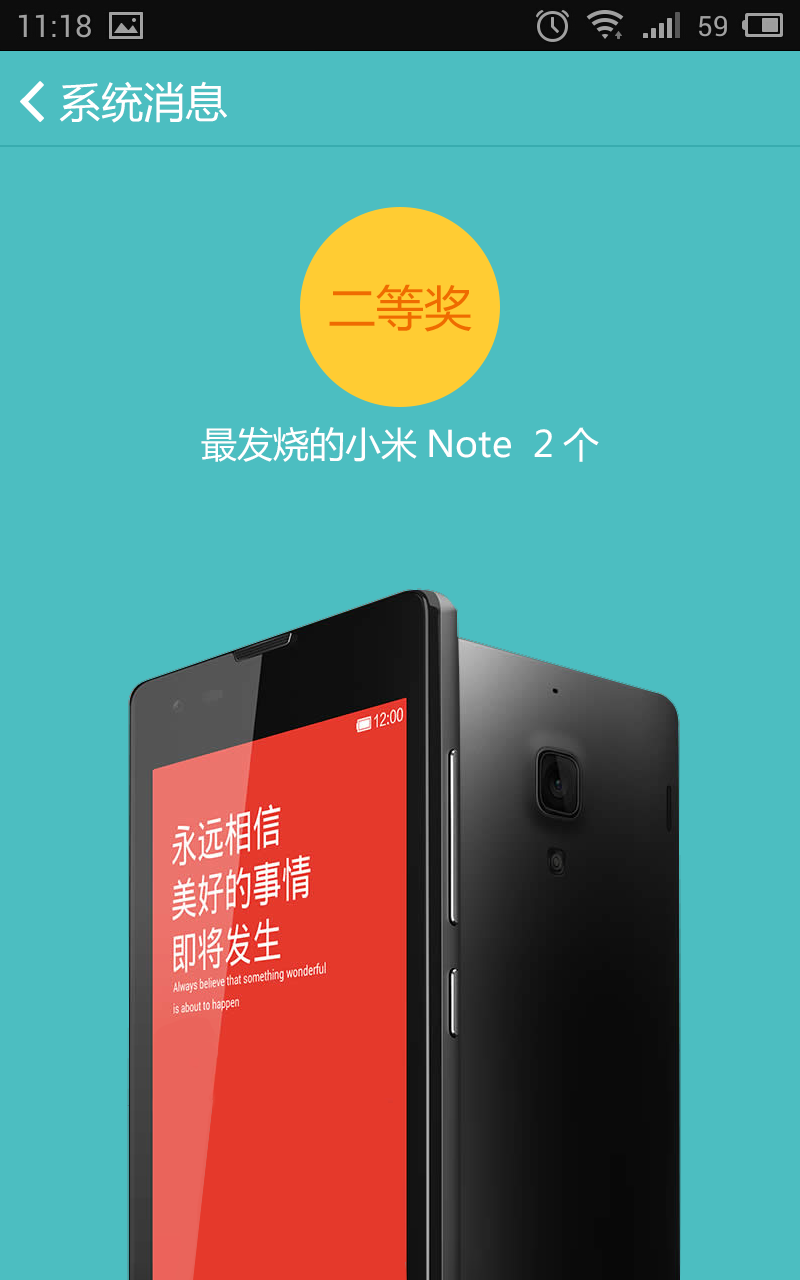 11:18 59
系统消息
二等奖
最发烧的小米 Note 2 个
12:00
永远相信
美好的事情
即将发生
Always believe that something wonderful
is about to happen